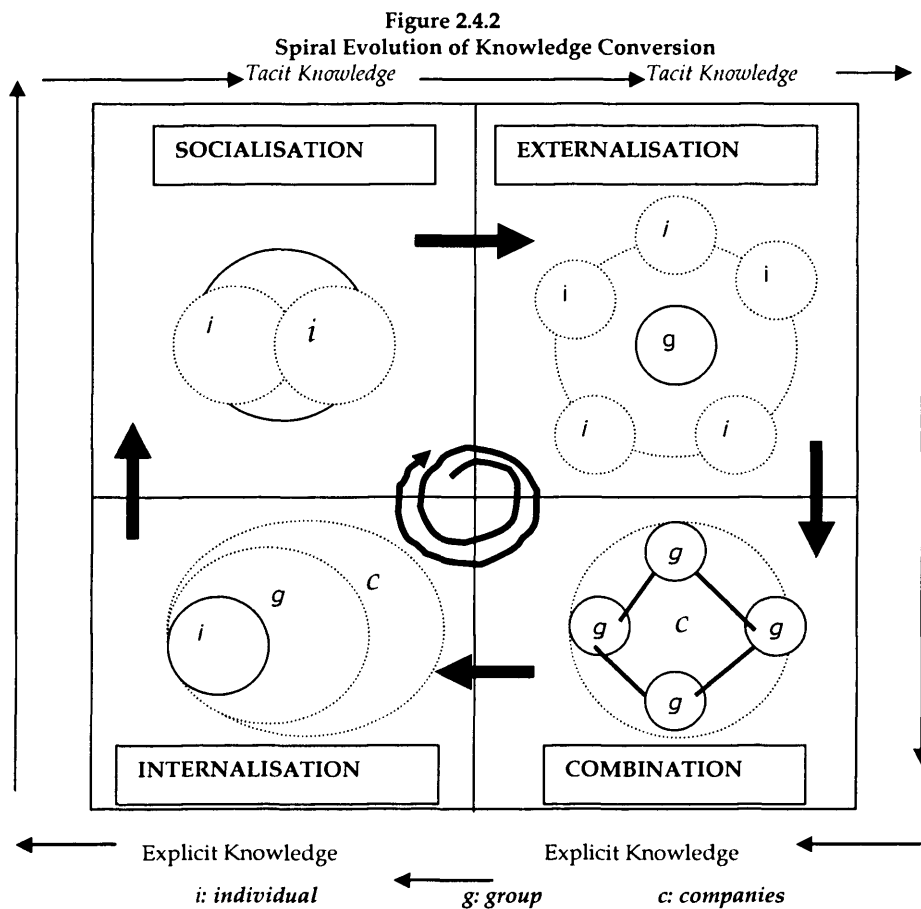 Figure 2.4.2
Spiral Evolution of Knowledge Conversion
Tacit Knowledge Tacit Knowledge
SOCIALISATION EXTERNALISATION
i
i i
i i
g
i i
g c g
i g c g
g
INTERNALISATION COMBINATION
Explicit Knowledge Explicit Knowledge
i: individual g: group c: companies